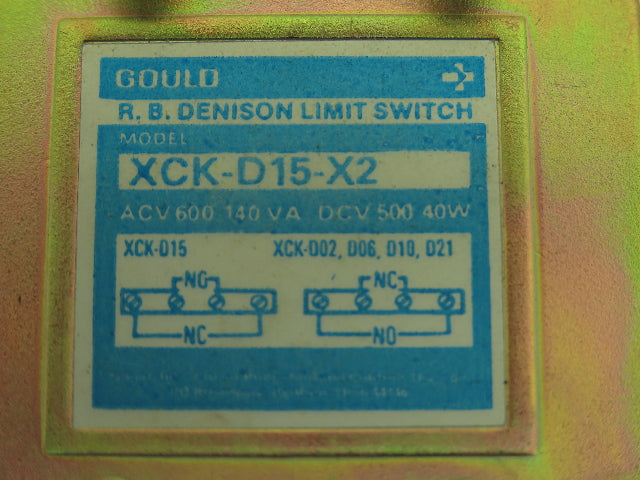 GOULD
R. B. DENISON LIMIT SWITCH
MODEL
XCK-D15-X2
ACV 600 140 VA DCV 500 40W
XCK-D15 XCK-D02, D06, D10, D21
NO NC
NC NO